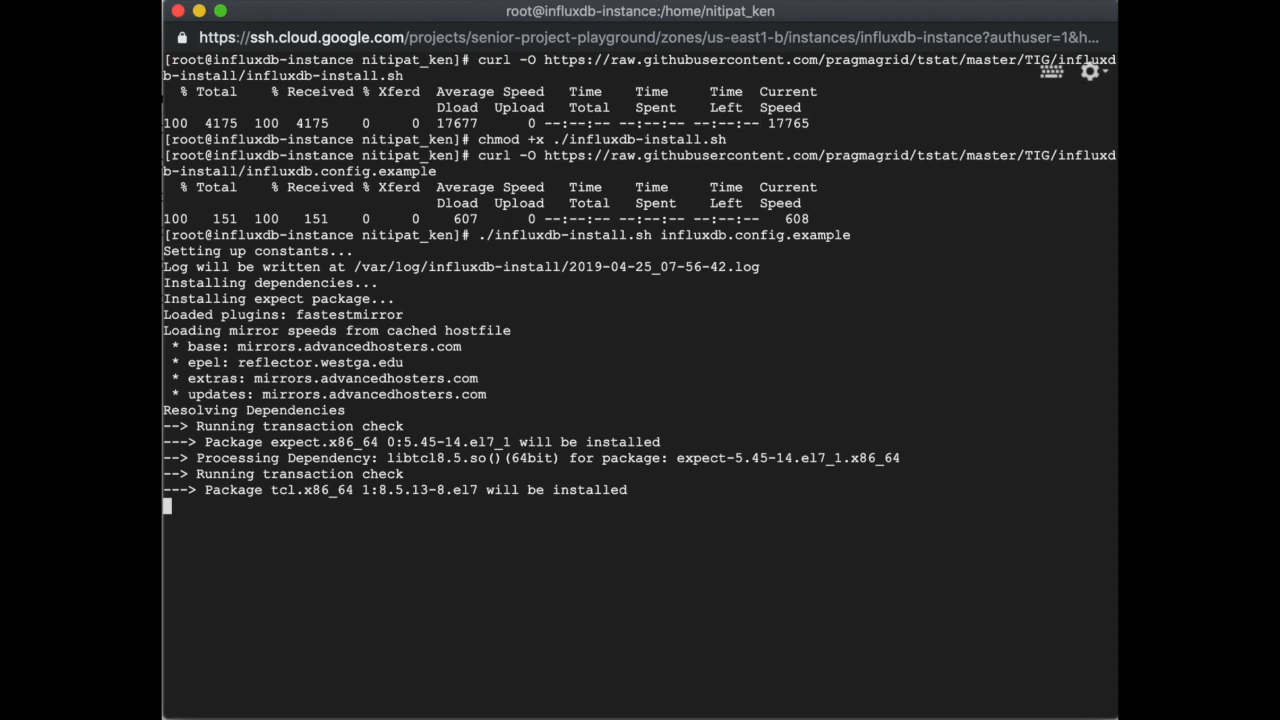 root@influxdb-instance:/home/nitipat_ken
https://ssh.cloud.google.com/projects/senior-project-playground/zones/us-east1-b/instances/influxdb-instance?authuser=1&h...
[root@influxdb-instance nitipat_ken]# curl -O https://raw.githubusercontent.com/pragmagrid/tstat/master/TIG/influxd
b-install/influxdb-install.sh
% Total % Received % Xferd Average Speed Time Time Time Current
Dload Upload Total Spent Left Speed
100 4175 100 4175 0 0 17677 0 --:--:-- --:--:-- --:--:-- 17765
[root@influxdb-instance nitipat_ken]# chmod +x ./influxdb-install.sh
[root@influxdb-instance nitipat_ken]# curl -O https://raw.githubusercontent.com/pragmagrid/tstat/master/TIG/influxd
b-install/influxdb.config.example
% Total % Received % Xferd Average Speed Time Time Time Current
Dload Upload Total Spent Left Speed
100 151 100 151 0 0 607 0 --:--:-- --:--:-- --:--:-- 608
[root@influxdb-instance nitipat_ken]# ./influxdb-install.sh influxdb.config.example
Setting up constants...
Log will be written at /var/log/influxdb-install/2019-04-25_07-56-42.log
Installing dependencies...
Installing expect package...
Loaded plugins: fastestmirror
Loading mirror speeds from cached hostfile
* base: mirrors.advancedhosters.com
* epel: reflector.westga.edu
* extras: mirrors.advancedhosters.com
* updates: mirrors.advancedhosters.com
Resolving Dependencies
--> Running transaction check
---> Package expect.x86_64 0:5.45-14.el7_1 will be installed
--> Processing Dependency: libtcl8.5.so()(64bit) for package: expect-5.45-14.el7_1.x86_64
--> Running transaction check
---> Package tcl.x86_64 1:8.5.13-8.el7 will be installed